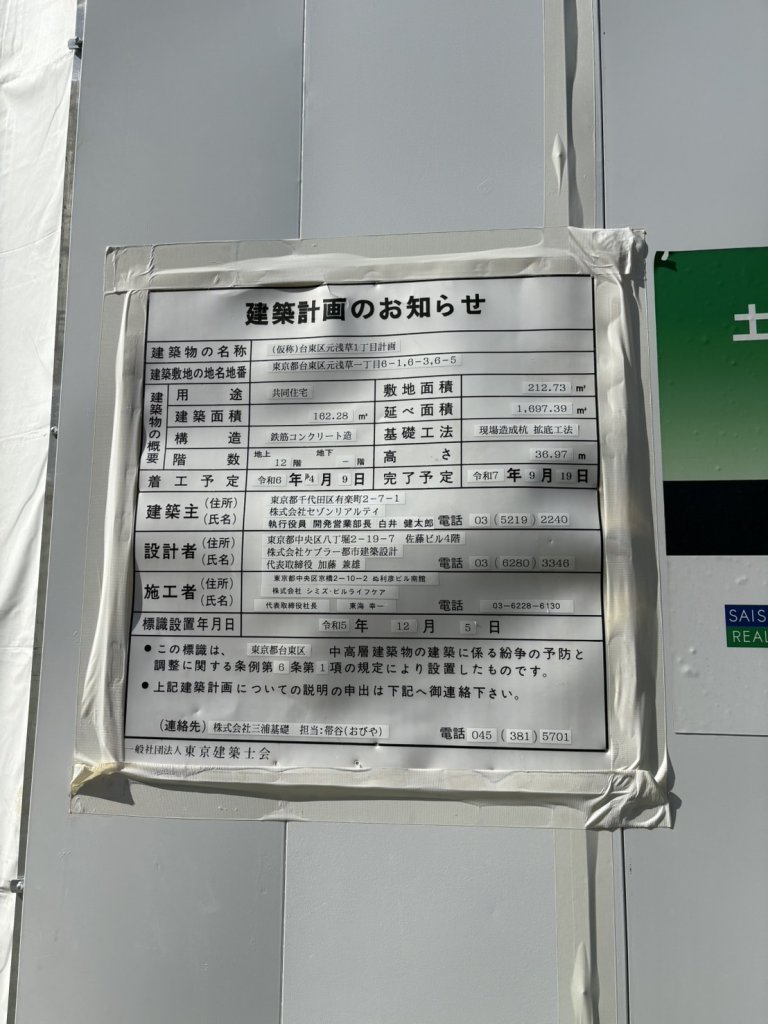 建築計画のお知らせ
建築物の名称 (仮称)台東区元浅草1丁目計画
建築敷地の地名地番 東京都台東区元浅草一丁目6-1,6-3,6-5
建築物の概要
用途 共同住宅 敷地面積 212.73 ㎡
建築面積 162.28 ㎡ 延べ面積 1,697.39 ㎡
構造 鉄筋コンクリート造 基礎工法 現場造成杭 拡底工法
階数 地上 12 階 地下 - 階 高さ 36.97 m
着工予定 令和6 年 4 月 9 日 完了予定 令和7 年 9 月 19 日
建築主 (住所) 東京都千代田区有楽町2-7-1
(氏名) 株式会社セゾンリアルティ
執行役員 開発営業部長 白井 健太郎 電話 03 (5219) 2240
設計者 (住所) 東京都中央区八丁堀2-19-7 佐藤ビル4階
(氏名) 株式会社ケプラー都市建築設計
代表取締役 加藤 兼雄 電話 03 (6280) 3346
施工者 (住所) 東京都中央区京橋2-10-2 ぬ利彦ビル南館
(氏名) 株式会社 シミズ・ビルライフケア
代表取締役社長 東海 幸一 電話 03-6228-6130
標識設置年月日 令和5 年 12 月 5 日
●この標識は、 東京都台東区 中高層建築物の建築に係る紛争の予防と
調整に関する条例第 6 条第 1 項の規定により設置したものです。
●上記建築計画についての説明の申出は下記へ御連絡下さい。
(連絡先) 株式会社三浦基礎 担当:帯谷(おびや) 電話 045 (381) 5701
一般社団法人 東京建築士会
土
SAIS
REAL